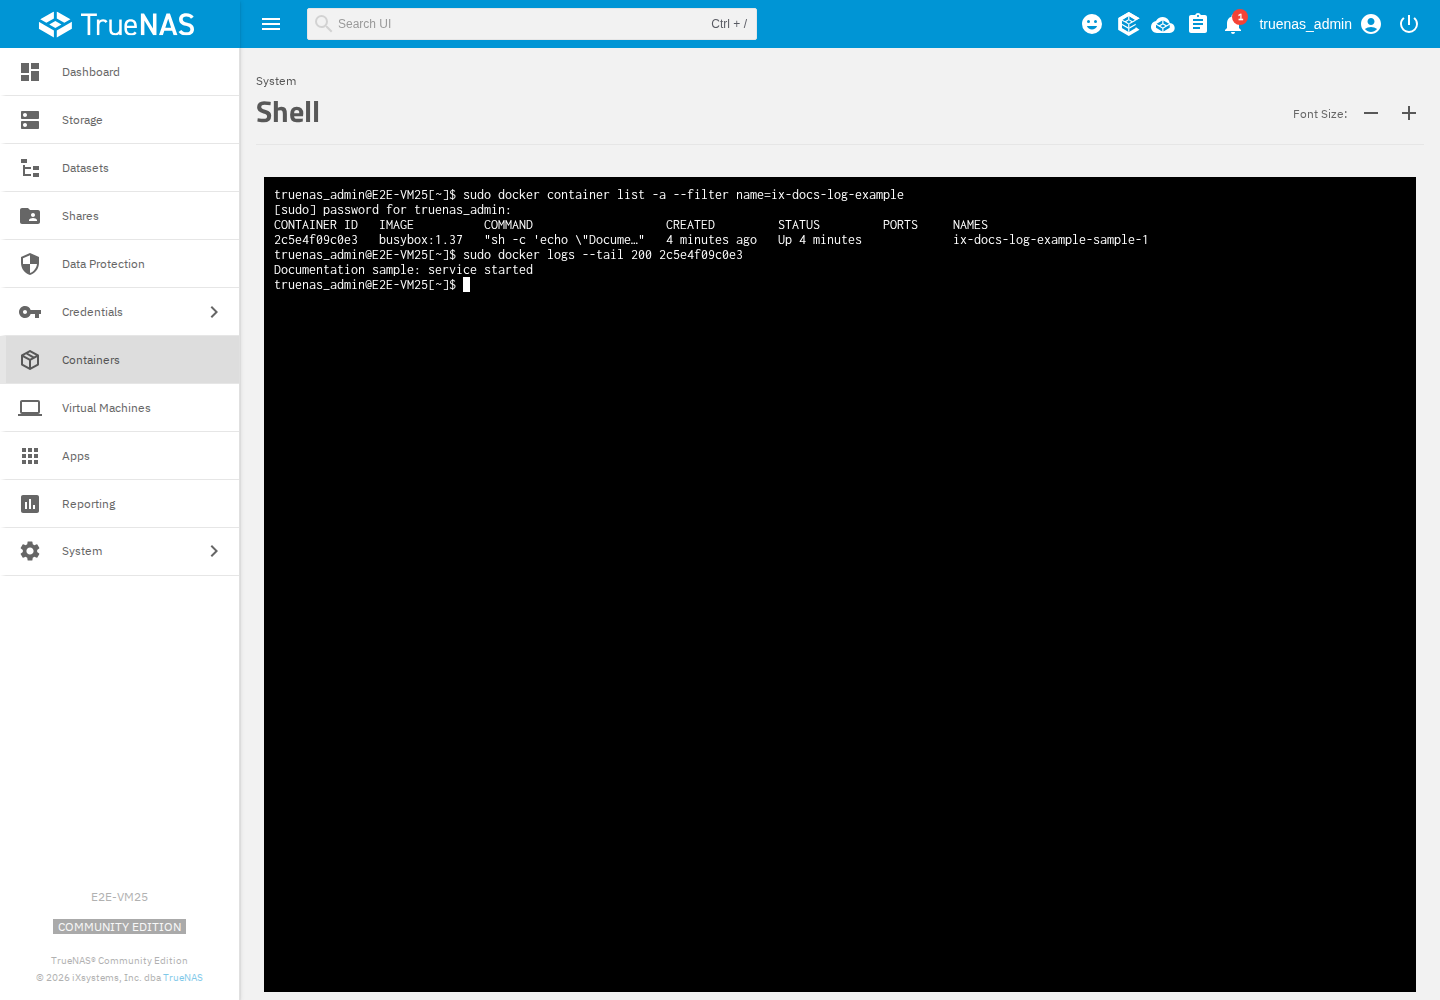 TrueNAS
Search UI
Ctrl + /
1
truenas_admin
Dashboard
Storage
Datasets
Shares
Data Protection
Credentials
Containers
Virtual Machines
Apps
Reporting
System
E2E-VM25
COMMUNITY EDITION
TrueNAS® Community Edition
© 2026 iXsystems, Inc. dba TrueNAS
System
Shell
Font Size:
truenas_admin@E2E-VM25[~]$ sudo docker container list -a --filter name=ix-docs-log-example
[sudo] password for truenas_admin:
CONTAINER ID   IMAGE          COMMAND                   CREATED         STATUS         PORTS     NAMES
2c5e4f09c0e3   busybox:1.37   "sh -c 'echo \"Docume…"   4 minutes ago   Up 4 minutes             ix-docs-log-example-sample-1
truenas_admin@E2E-VM25[~]$ sudo docker logs --tail 200 2c5e4f09c0e3
Documentation sample: service started
truenas_admin@E2E-VM25[~]$